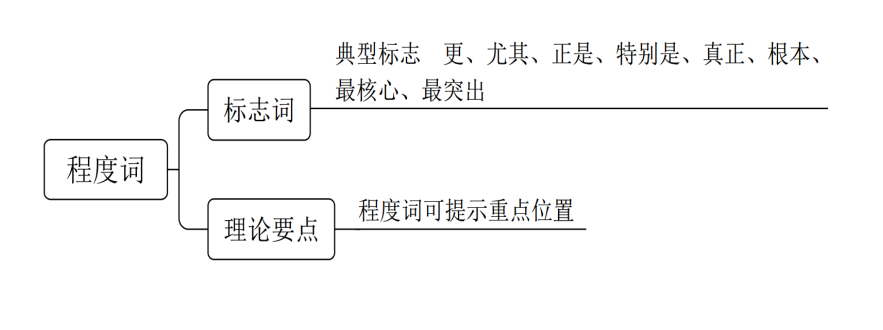 典型标志 更、尤其、正是、特别是、真正、根本、
最核心、最突出
标志词
程度词
程度词可提示重点位置
理论要点